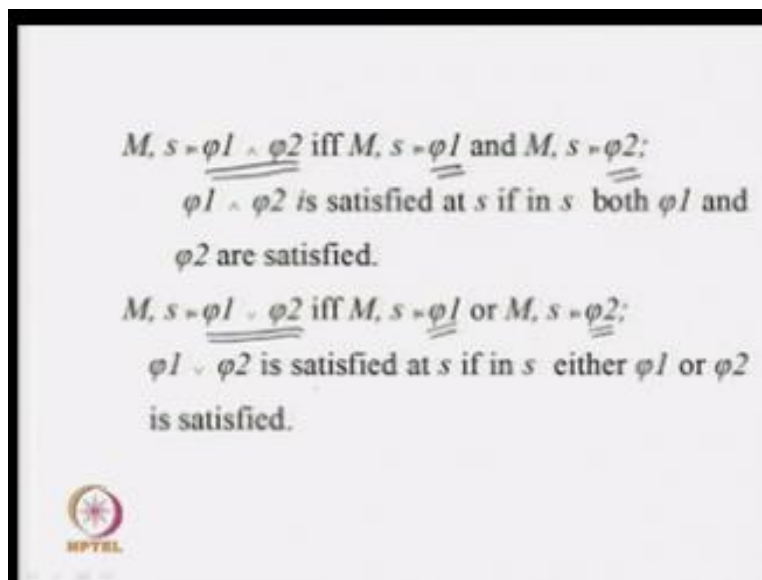 M, s ⊨ φ1 ∧ φ2 iff M, s ⊨ φ1 and M, s ⊨ φ2;
φ1 ∧ φ2 is satisfied at s if in s both φ1 and
φ2 are satisfied.
M, s ⊨ φ1 ∨ φ2 iff M, s ⊨ φ1 or M, s ⊨ φ2;
φ1 ∨ φ2 is satisfied at s if in s either φ1 or φ2
is satisfied.
NPTEL